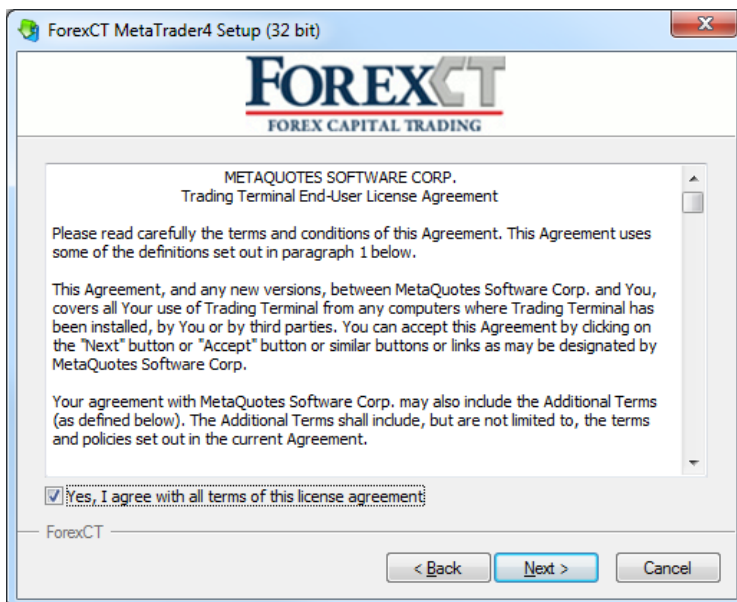 ForexCT MetaTrader4 Setup (32 bit)
FOREXCT
FOREX CAPITAL TRADING
METAQUOTES SOFTWARE CORP.
Trading Terminal End-User License Agreement
Please read carefully the terms and conditions of this Agreement. This Agreement uses
some of the definitions set out in paragraph 1 below.
This Agreement, and any new versions, between MetaQuotes Software Corp. and You,
covers all Your use of Trading Terminal from any computers where Trading Terminal has
been installed, by You or by third parties. You can accept this Agreement by clicking on
the "Next" button or "Accept" button or similar buttons or links as may be designated by
MetaQuotes Software Corp.
Your agreement with MetaQuotes Software Corp. may also include the Additional Terms
(as defined below). The Additional Terms shall include, but are not limited to, the terms
and policies set out in the current Agreement.
Yes, I agree with all terms of this license agreement
ForexCT
< Back
Next >
Cancel